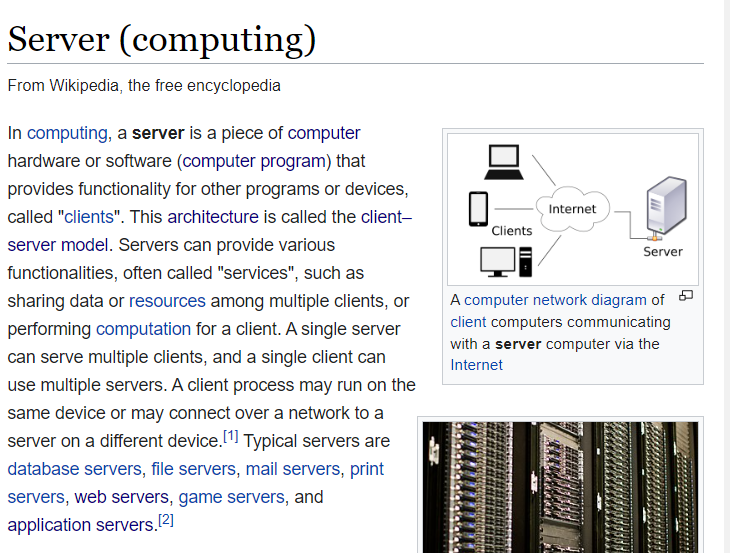 Server (computing)
From Wikipedia, the free encyclopedia
In computing, a server is a piece of computer
hardware or software (computer program) that
provides functionality for other programs or devices,
called "clients". This architecture is called the client–
server model. Servers can provide various
functionalities, often called "services", such as
sharing data or resources among multiple clients, or
performing computation for a client. A single server
can serve multiple clients, and a single client can
use multiple servers. A client process may run on the
same device or may connect over a network to a
server on a different device.[1] Typical servers are
database servers, file servers, mail servers, print
servers, web servers, game servers, and
application servers.[2]
Internet
Clients
Server
A computer network diagram of
client computers communicating
with a server computer via the
Internet